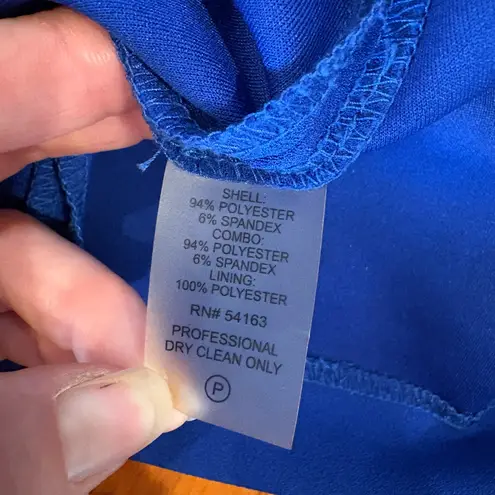 SHELL:
94% POLYESTER
6% SPANDEX
COMBO:
94% POLYESTER
6% SPANDEX
LINING:
100% POLYESTER
RN# 54163
PROFESSIONAL
DRY CLEAN ONLY
P